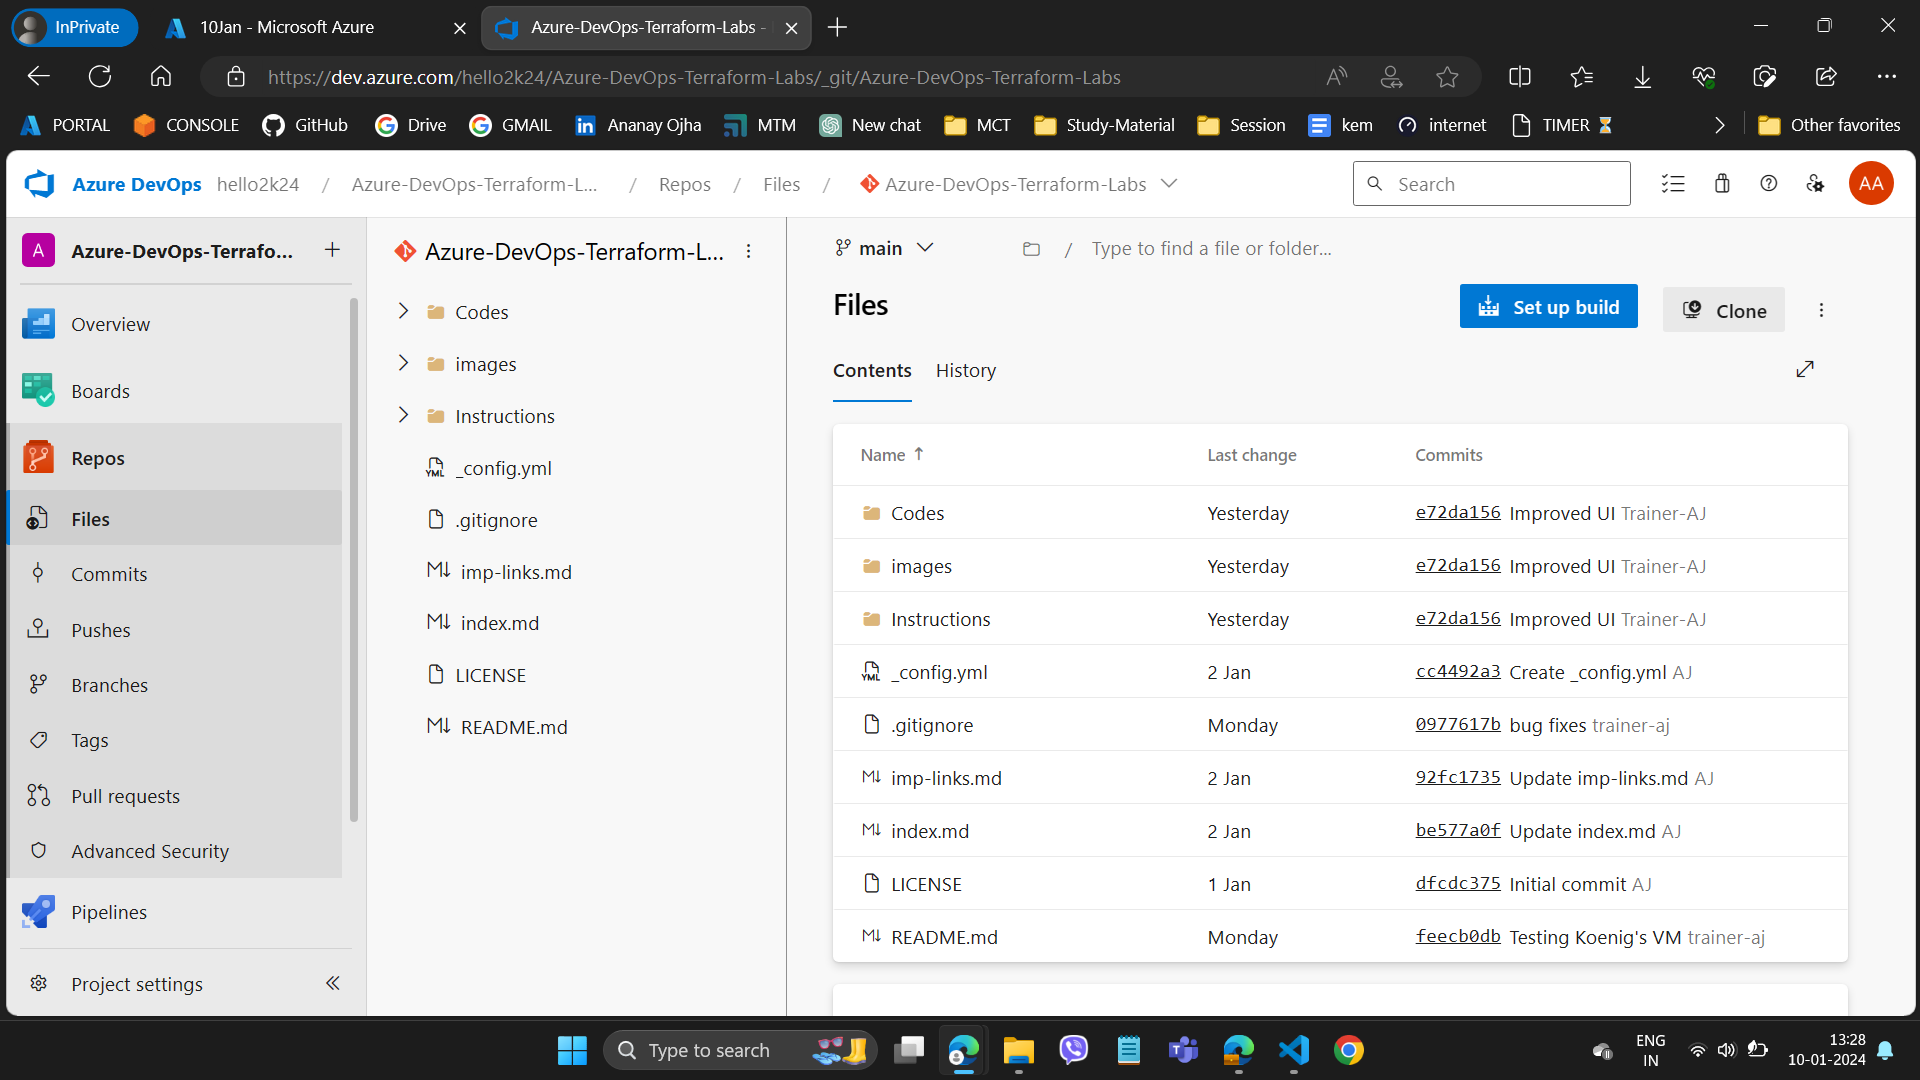 InPrivate
10Jan - Microsoft Azure
Azure-DevOps-Terraform-Labs -
https://dev.azure.com/hello2k24/Azure-DevOps-Terraform-Labs/_git/Azure-DevOps-Terraform-Labs
PORTAL CONSOLE GitHub Drive GMAIL Ananay Ojha MTM New chat MCT Study-Material Session kem internet TIMER ⌛ Other favorites
Azure DevOps hello2k24 / Azure-DevOps-Terraform-L... / Repos / Files / Azure-DevOps-Terraform-Labs
Search
AA
A Azure-DevOps-Terrafo...
Overview
Boards
Repos
Files
Commits
Pushes
Branches
Tags
Pull requests
Advanced Security
Pipelines
Project settings
Azure-DevOps-Terraform-L...
Codes
images
Instructions
YML _config.yml
.gitignore
M↓ imp-links.md
M↓ index.md
LICENSE
M↓ README.md
main / Type to find a file or folder...
Files
Set up build
Clone
Contents History
Name ↑ Last change Commits
Codes Yesterday e72da156 Improved UI Trainer-AJ
images Yesterday e72da156 Improved UI Trainer-AJ
Instructions Yesterday e72da156 Improved UI Trainer-AJ
YML _config.yml 2 Jan cc4492a3 Create _config.yml AJ
.gitignore Monday 0977617b bug fixes trainer-aj
M↓ imp-links.md 2 Jan 92fc1735 Update imp-links.md AJ
M↓ index.md 2 Jan be577a0f Update index.md AJ
LICENSE 1 Jan dfcdc375 Initial commit AJ
M↓ README.md Monday feecb0db Testing Koenig's VM trainer-aj
Type to search
ENG
IN
13:28
10-01-2024